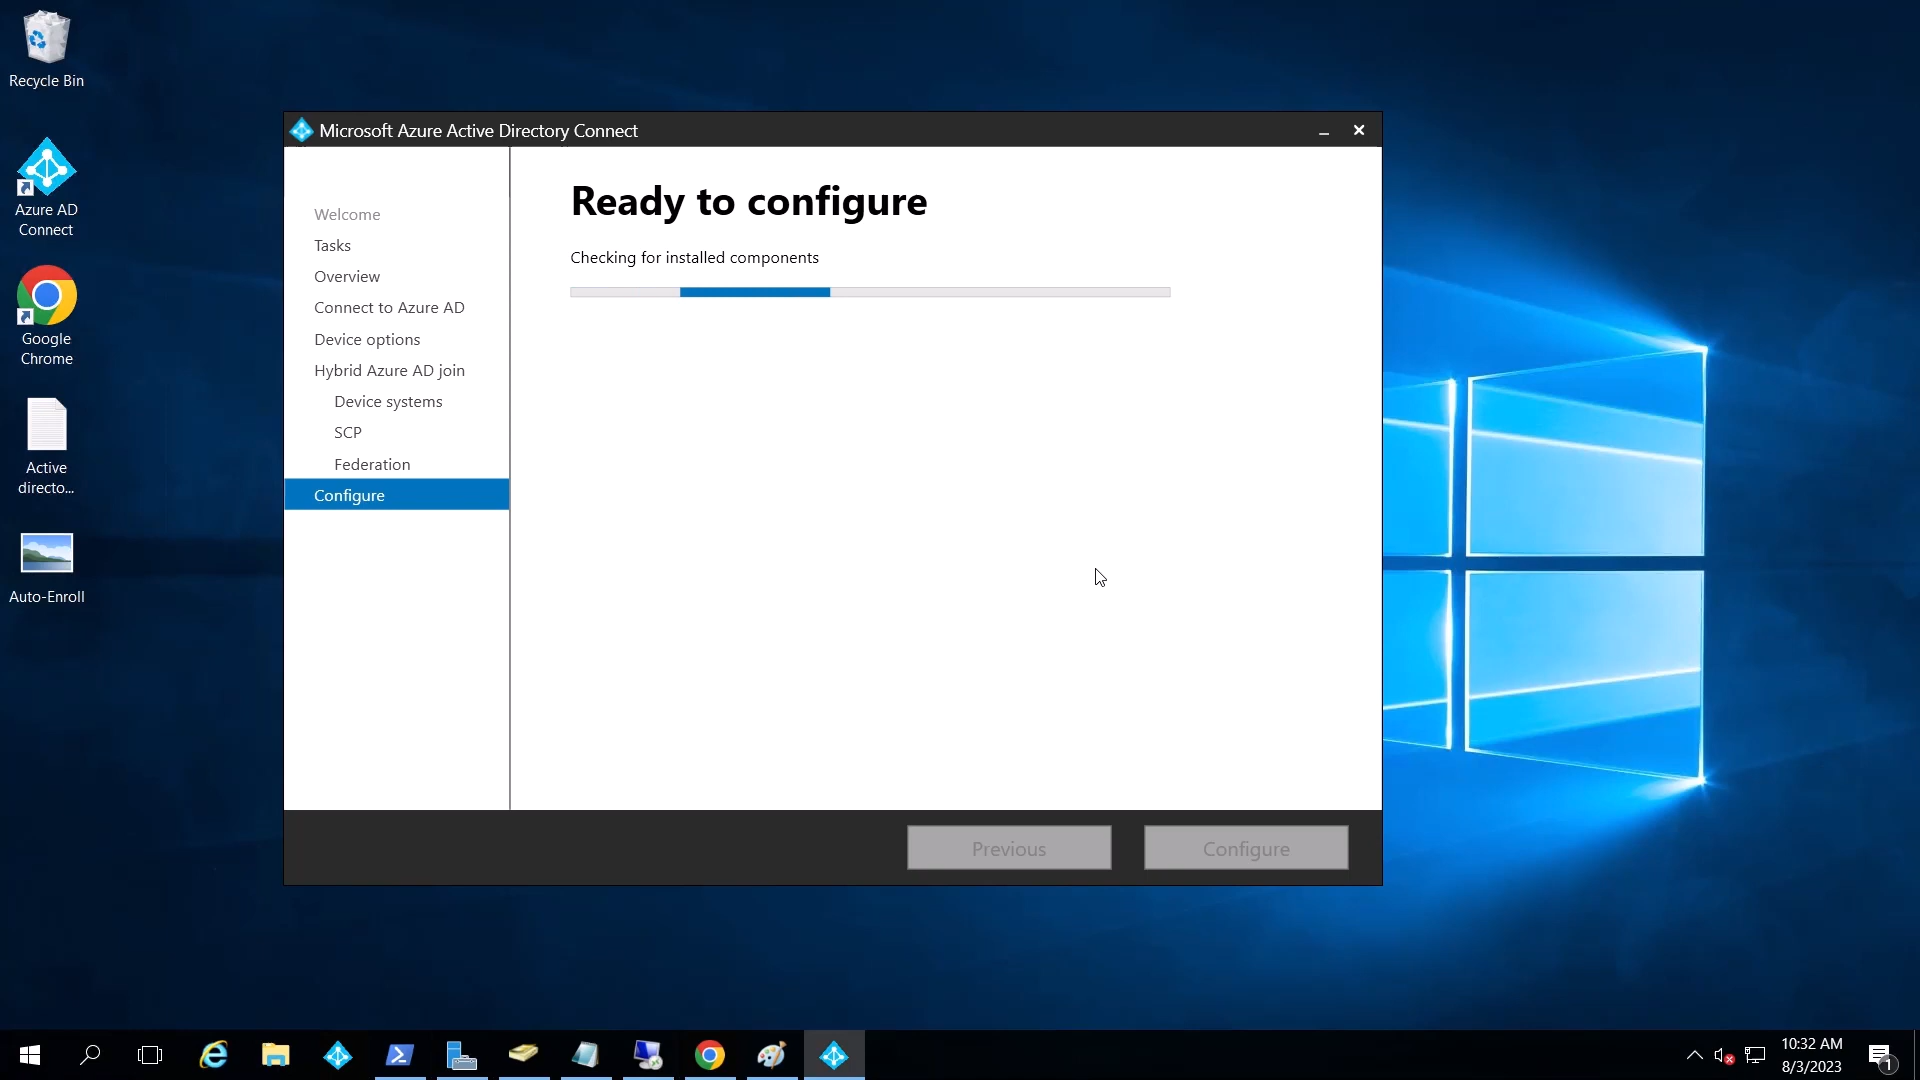 Recycle Bin
Azure AD
Connect
Google
Chrome
Active
directo...
Auto-Enroll
Microsoft Azure Active Directory Connect
Welcome
Tasks
Overview
Connect to Azure AD
Device options
Hybrid Azure AD join
Device systems
SCP
Federation
Configure
Ready to configure
Checking for installed components
Previous
Configure
10:32 AM
8/3/2023
1